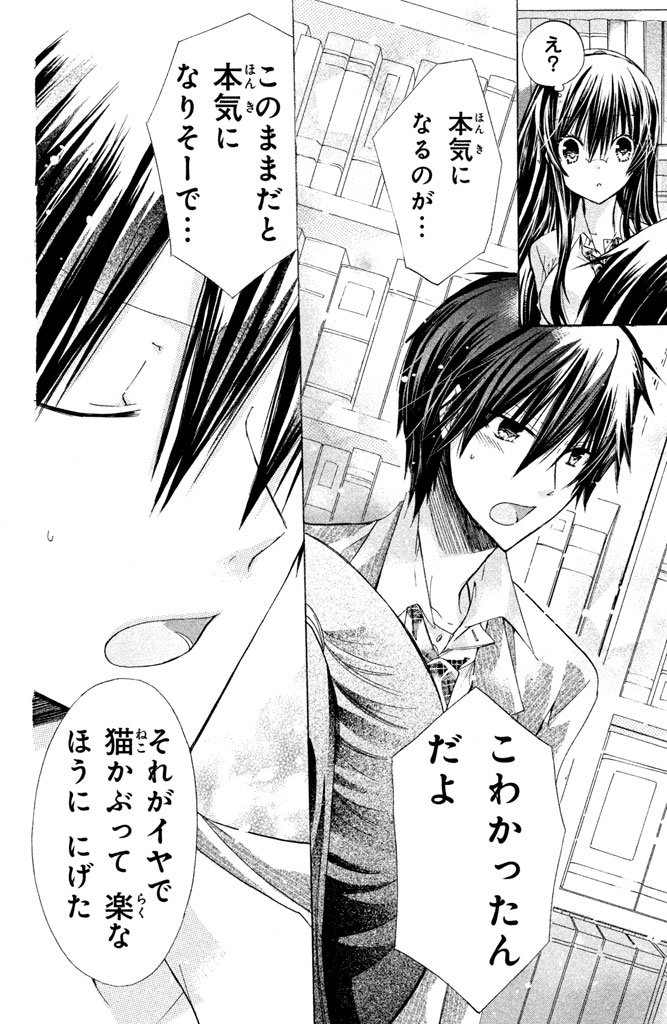 え?
本気に
なるのが…
こわかったん
だよ
このままだと
本気に
なりそーで…
それがイヤで
猫かぶって 楽な
ほうに にげた